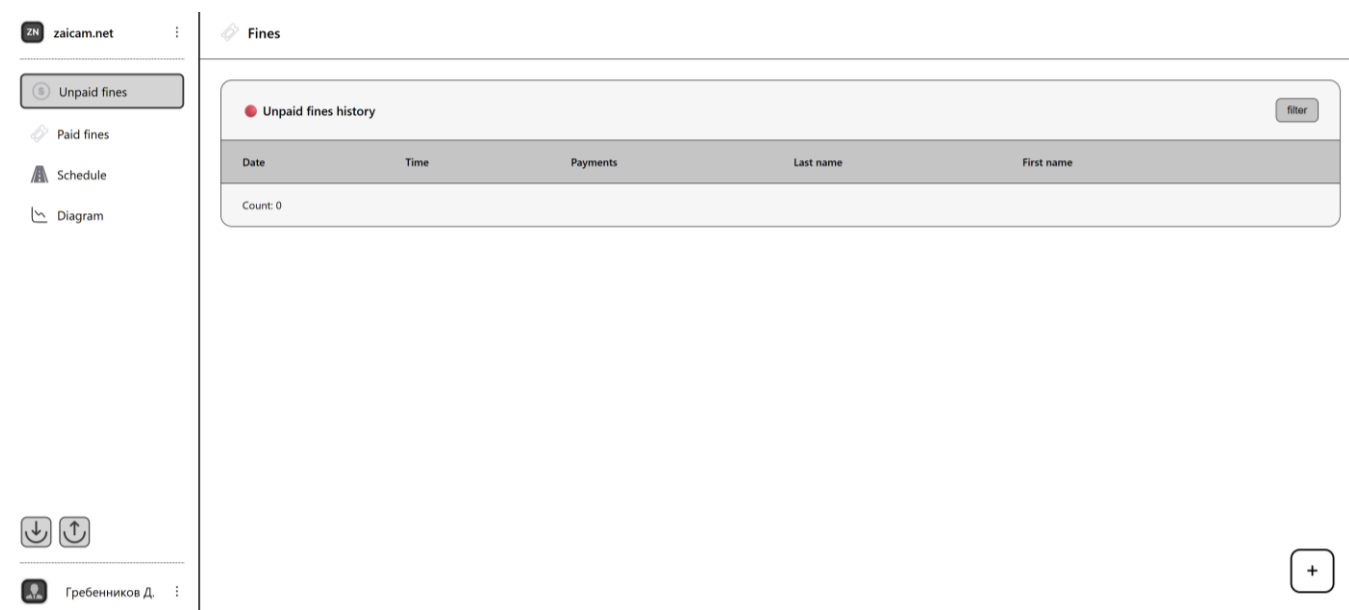 ZN zaicam.net
Unpaid fines
Paid fines
Schedule
Diagram
Гребенников Д.
Fines
Unpaid fines history
filter
Date Time Payments Last name First name
Count: 0
+